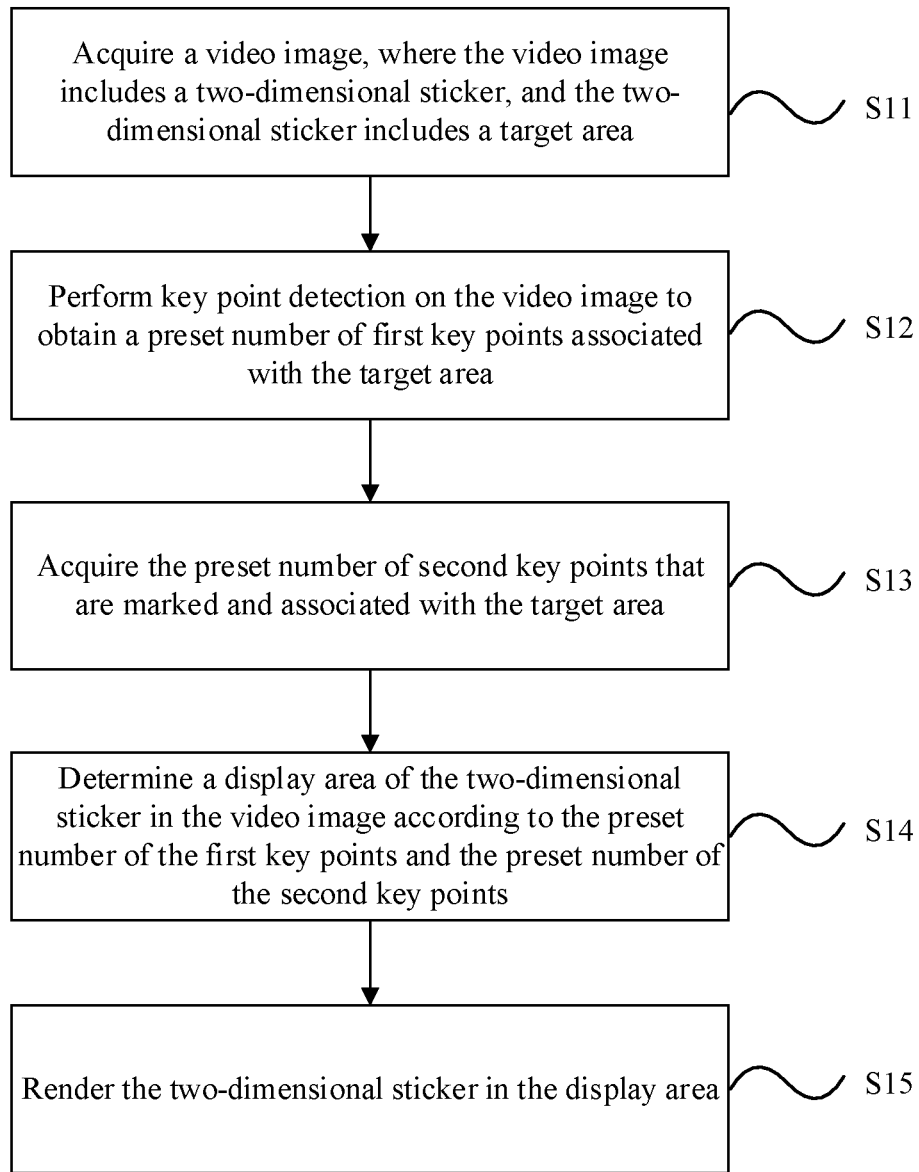 Acquire a video image, where the video image
includes a two-dimensional sticker, and the two-
dimensional sticker includes a target area
S11
Perform key point detection on the video image to
obtain a preset number of first key points associated
with the target area
S12
Acquire the preset number of second key points that
are marked and associated with the target area
S13
Determine a display area of the two-dimensional
sticker in the video image according to the preset
number of the first key points and the preset number of
the second key points
S14
Render the two-dimensional sticker in the display area
S15